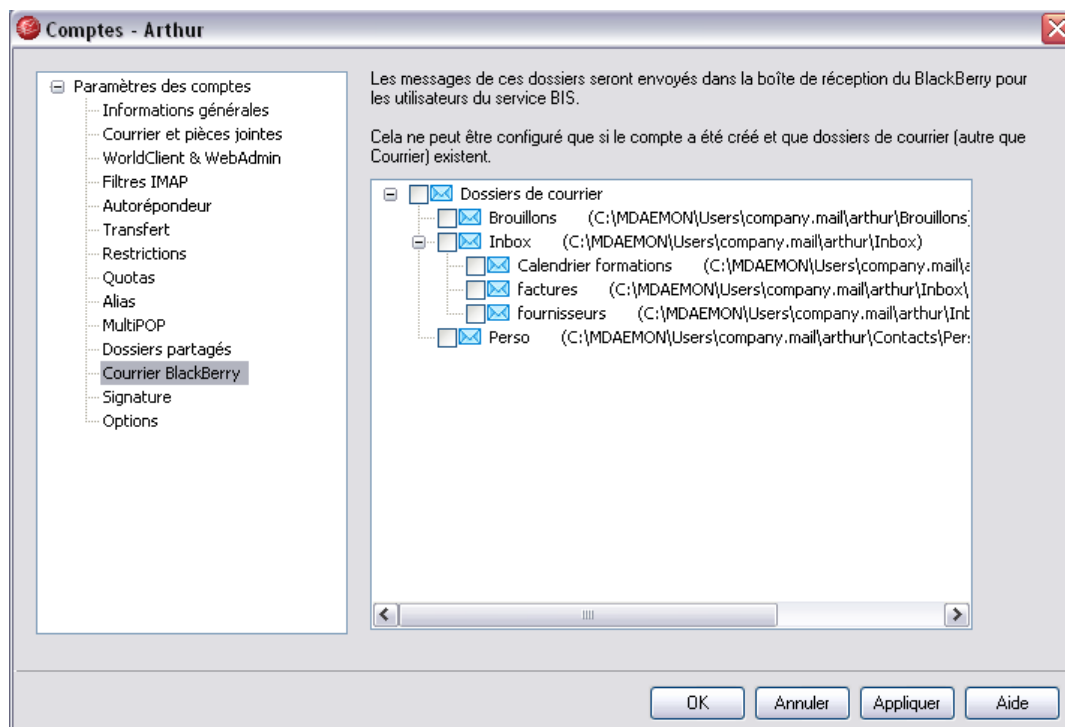 Comptes - Arthur
Paramètres des comptes
Informations générales
Courrier et pièces jointes
WorldClient & WebAdmin
Filtres IMAP
Autorépondeur
Transfert
Restrictions
Quotas
Alias
MultiPOP
Dossiers partagés
Courrier BlackBerry
Signature
Options
Les messages de ces dossiers seront envoyés dans la boîte de réception du BlackBerry pour
les utilisateurs du service BIS.
Cela ne peut être configuré que si le compte a été créé et que dossiers de courrier (autre que
Courrier) existent.
Dossiers de courrier
Brouillons (C:\MDAEMON\Users\company.mail\arthur\Brouillons)
Inbox (C:\MDAEMON\Users\company.mail\arthur\Inbox)
Calendrier formations (C:\MDAEMON\Users\company.mail\a
factures (C:\MDAEMON\Users\company.mail\arthur\Inbox\
fournisseurs (C:\MDAEMON\Users\company.mail\arthur\Inb
Perso (C:\MDAEMON\Users\company.mail\arthur\Contacts\Pers
OK
Annuler
Appliquer
Aide